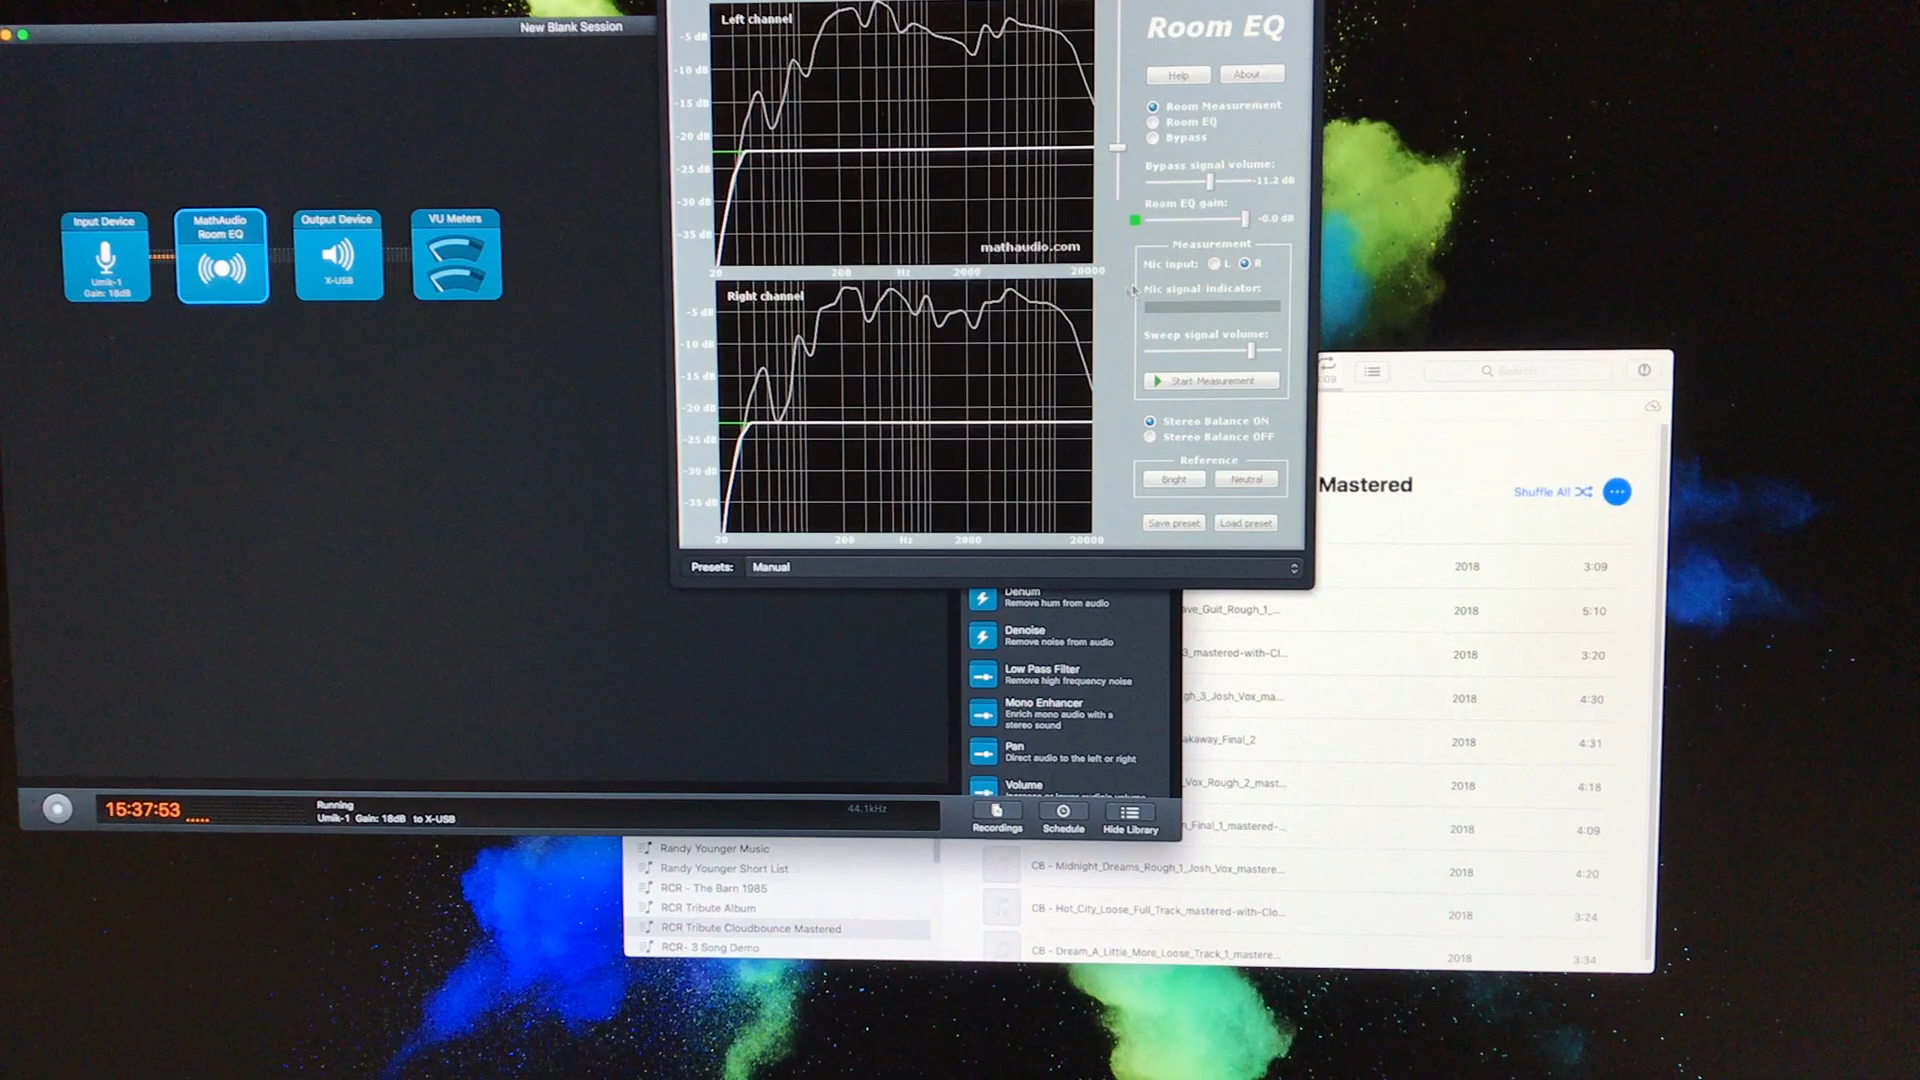 New Blank Session
Input Device
Umik-1
Gain: 18dB
MathAudio
Room EQ
Output Device
X-USB
VU Meters
Left channel
-5 dB
-10 dB
-15 dB
-20 dB
-25 dB
-30 dB
-35 dB
mathaudio.com
20
200
Hz
2000
20000
Right channel
-5 dB
-10 dB
-15 dB
-20 dB
-25 dB
-30 dB
-35 dB
20
200
Hz
2000
20000
Room EQ
Help
About ...
Room Measurement
Room EQ
Bypass
Bypass signal volume:
-11.2 dB
Room EQ gain:
-0.0 dB
Measurement
Mic input: L R
Mic signal indicator:
Sweep signal volume:
Start Measurement
Stereo Balance ON
Stereo Balance OFF
Reference
Bright
Neutral
Save preset
Load preset
Presets:
Manual
Dehum
Remove hum from audio
Denoise
Remove noise from audio
Low Pass Filter
Remove high frequency noise
Mono Enhancer
Enrich mono audio with a
stereo sound
Pan
Direct audio to the left or right
Volume
15:37:53
Running
Umik-1 Gain: 18dB to X-USB
44.1kHz
Recordings
Schedule
Hide Library
Search
:09
Mastered
Shuffle All
2018 3:09
ave_Guit_Rough_1_... 2018 5:10
3_mastered-with-Cl... 2018 3:20
gh_3_Josh_Vox_ma... 2018 4:30
akaway_Final_2 2018 4:31
_Vox_Rough_2_mast... 2018 4:18
h_Final_1_mastered-... 2018 4:09
CB - Midnight_Dreams_Rough_1_Josh_Vox_mastere... 2018 4:20
CB - Hot_City_Loose_Full_Track_mastered-with-Clo... 2018 3:24
CB - Dream_A_Little_More_Loose_Track_1_mastere... 2018 3:34
Randy Younger Music
Randy Younger Short List
RCR - The Barn 1985
RCR Tribute Album
RCR Tribute Cloudbounce Mastered
RCR- 3 Song Demo